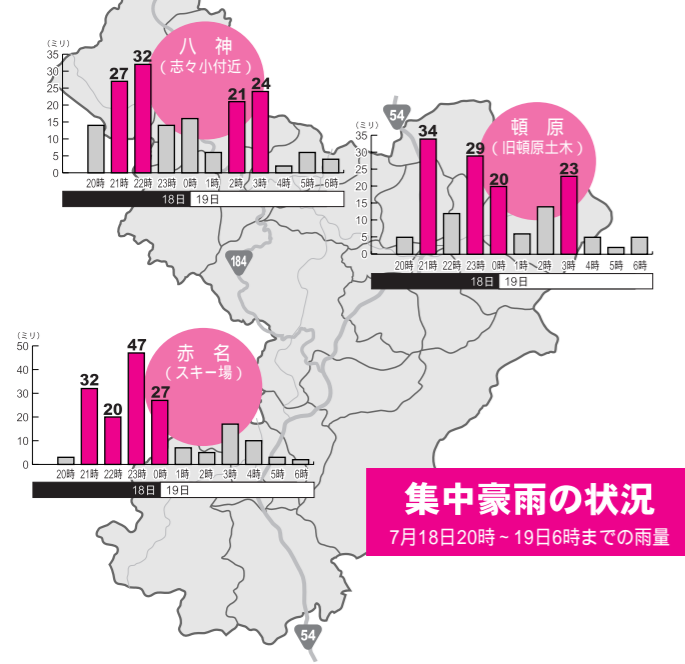 (ミリ)
八 神
(志々小付近)
35
30
25
20
15
10
5
0
27
32
21
24
20時 21時 22時 23時 0時 1時 2時 3時 4時 5時 6時
18日 19日
54
(ミリ)
頓 原
(旧頓原土木)
35
30
25
20
15
10
5
0
34
29
20
23
20時 21時 22時 23時 0時 1時 2時 3時 4時 5時 6時
18日 19日
184
(ミリ)
赤 名
(スキー場)
50
40
30
20
10
0
32
20
47
27
20時 21時 22時 23時 0時 1時 2時 3時 4時 5時 6時
18日 19日
集中豪雨の状況
7月18日20時~19日6時までの雨量
54